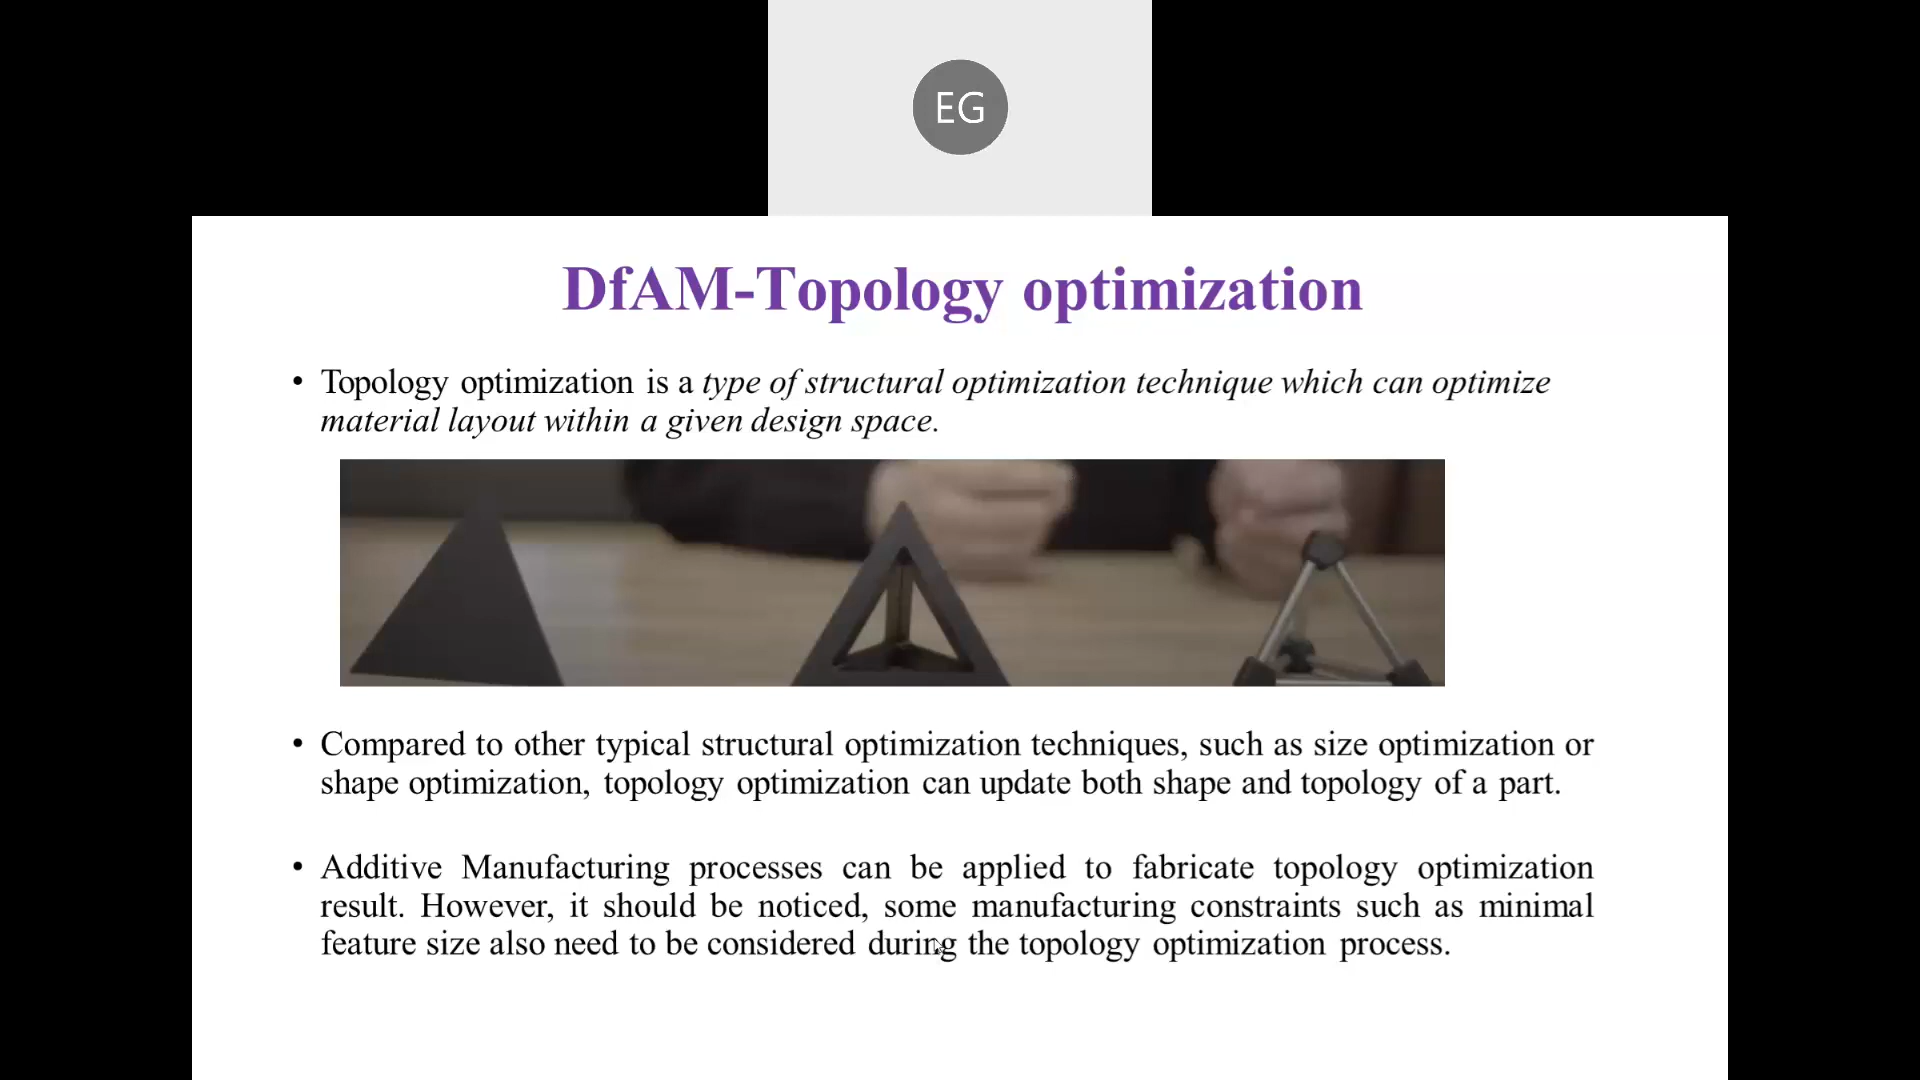 EG
DfAM-Topology optimization
• Topology optimization is a type of structural optimization technique which can optimize
material layout within a given design space.
• Compared to other typical structural optimization techniques, such as size optimization or
shape optimization, topology optimization can update both shape and topology of a part.
• Additive Manufacturing processes can be applied to fabricate topology optimization
result. However, it should be noticed, some manufacturing constraints such as minimal
feature size also need to be considered during the topology optimization process.